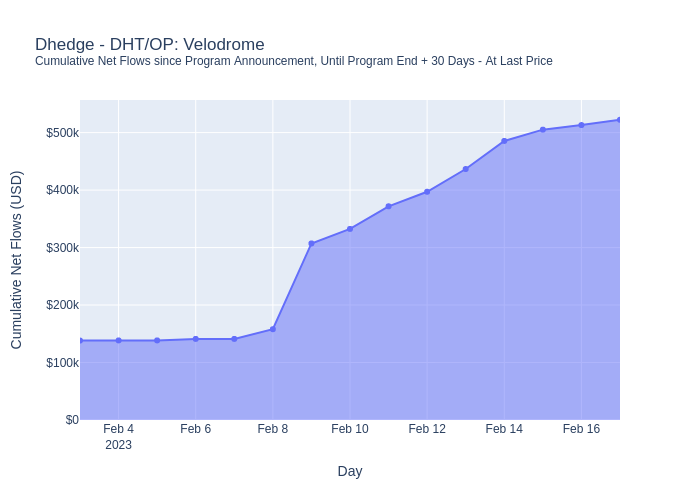 Dhedge - DHT/OP: Velodrome
Cumulative Net Flows since Program Announcement, Until Program End + 30 Days - At Last Price
Cumulative Net Flows (USD)
$500k
$400k
$300k
$200k
$100k
$0
Feb 4
2023
Feb 6
Feb 8
Feb 10
Feb 12
Feb 14
Feb 16
Day